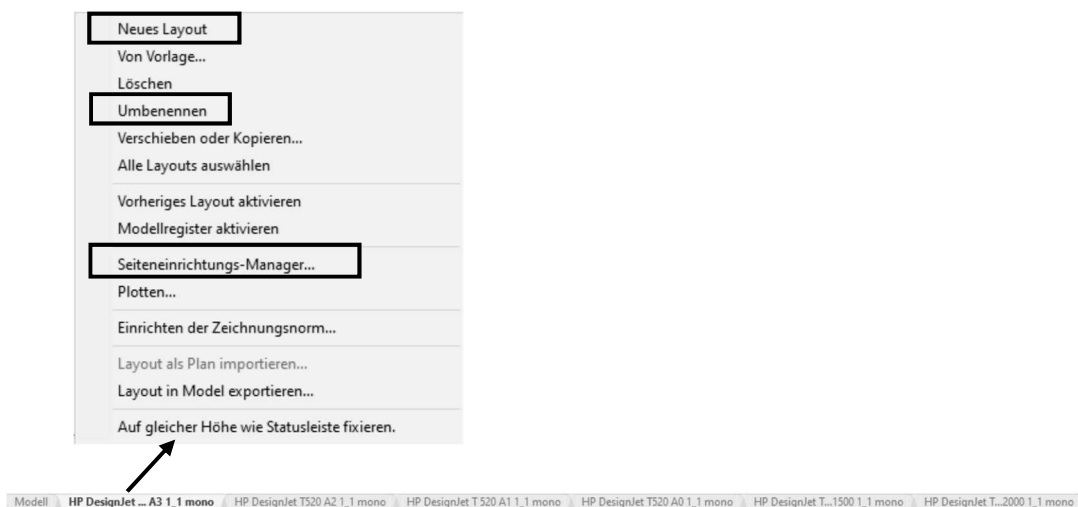 Neues Layout
Von Vorlage...
Löschen
Umbenennen
Verschieben oder Kopieren...
Alle Layouts auswählen
Vorheriges Layout aktivieren
Modellregister aktivieren
Seiteneinrichtungs-Manager...
Plotten...
Einrichten der Zeichnungsnorm...
Layout als Plan importieren...
Layout in Model exportieren...
Auf gleicher Höhe wie Statusleiste fixieren.
Modell HP DesignJet ... A3 1_1 mono HP DesignJet T520 A2 1_1 mono HP DesignJet T 520 A1 1_1 mono HP DesignJet T520 A0 1_1 mono HP DesignJet T...1500 1_1 mono HP DesignJet T...2000 1_1 mono